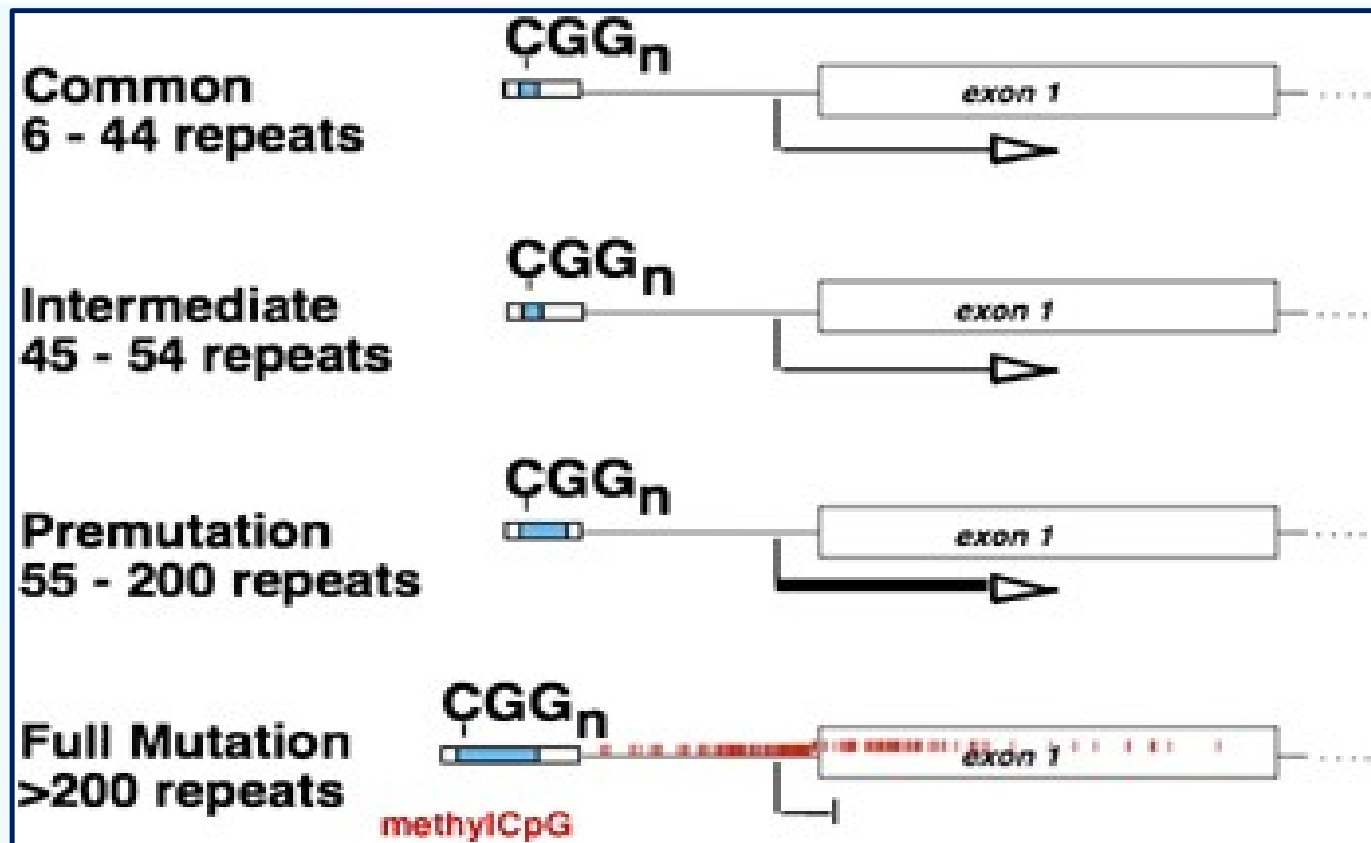 CGGn
Common
6 - 44 repeats
exon 1
CGGn
Intermediate
45 - 54 repeats
exon 1
CGGn
Premutation
55 - 200 repeats
exon 1
CGGn
Full Mutation
>200 repeats
exon 1
methylCpG